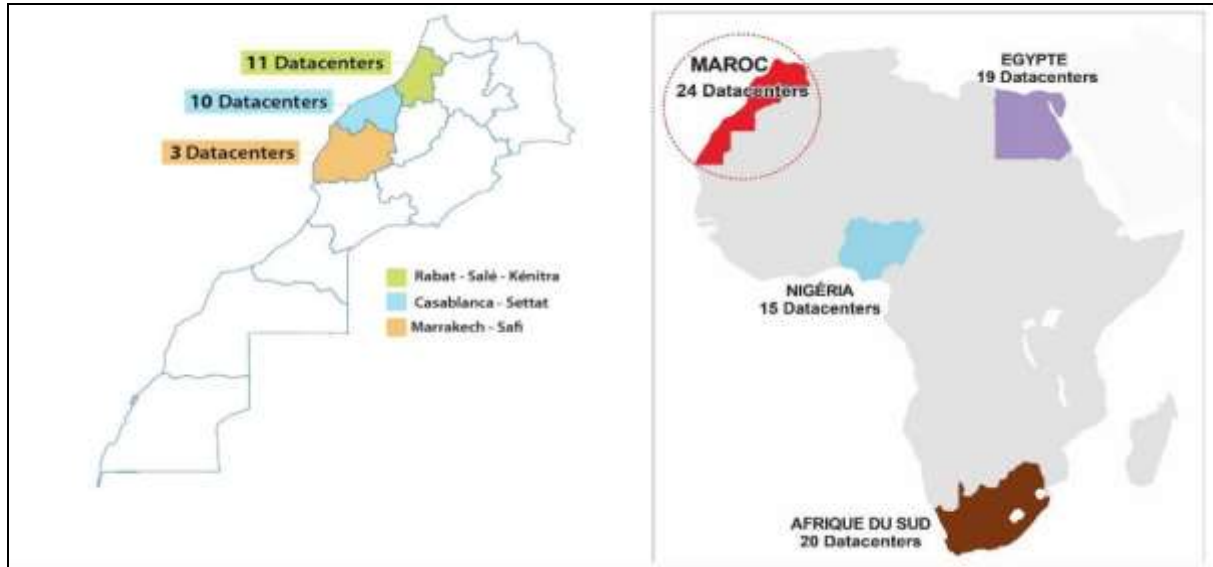 11 Datacenters
10 Datacenters
3 Datacenters
Rabat - Salé - Kénitra
Casablanca - Settat
Marrakech - Safi
MAROC
24 Datacenters
EGYPTE
19 Datacenters
NIGÉRIA
15 Datacenters
AFRIQUE DU SUD
20 Datacenters